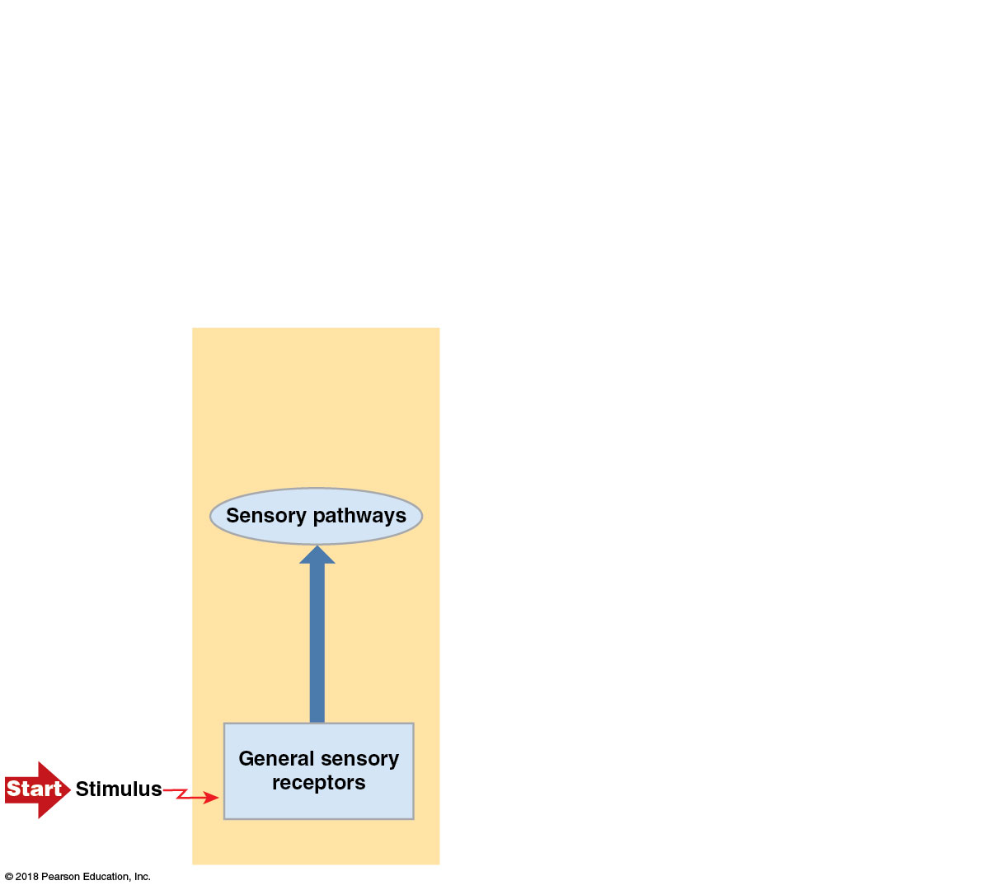 Sensory pathways
General sensory
receptors
Start Stimulus
© 2018 Pearson Education, Inc.